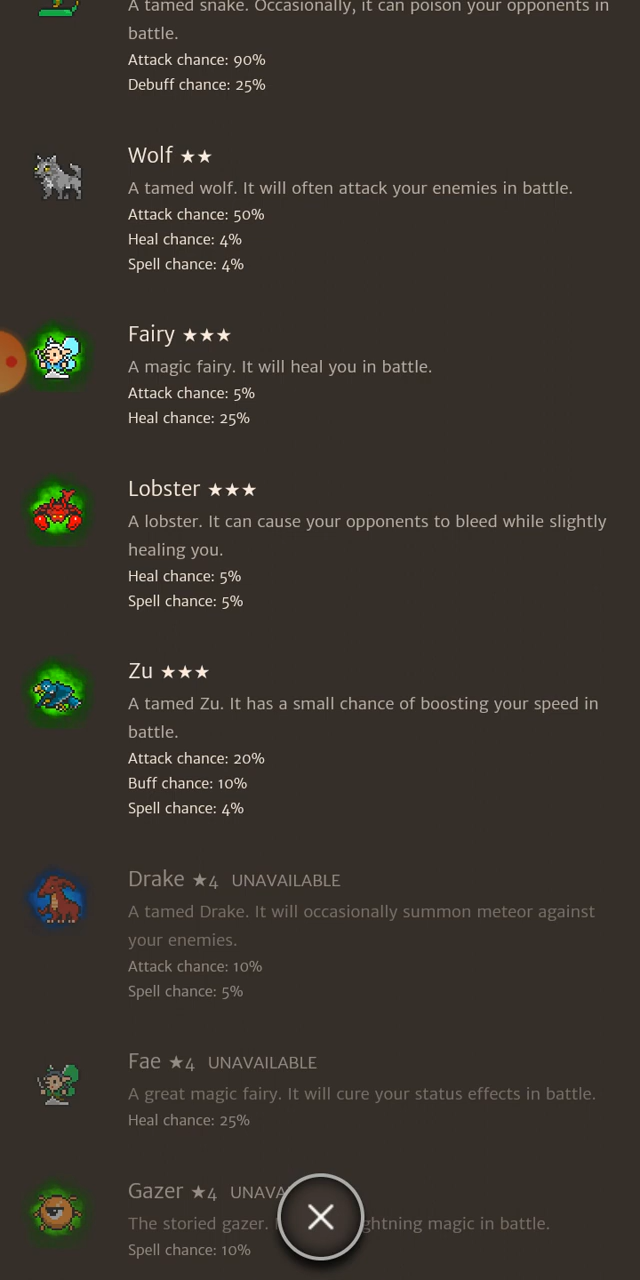 A tamed snake. Occasionally, it can poison your opponents in
battle.
Attack chance: 90%
Debuff chance: 25%
Wolf ★★
A tamed wolf. It will often attack your enemies in battle.
Attack chance: 50%
Heal chance: 4%
Spell chance: 4%
Fairy ★★★
A magic fairy. It will heal you in battle.
Attack chance: 5%
Heal chance: 25%
Lobster ★★★
A lobster. It can cause your opponents to bleed while slightly
healing you.
Heal chance: 5%
Spell chance: 5%
Zu ★★★
A tamed Zu. It has a small chance of boosting your speed in
battle.
Attack chance: 20%
Buff chance: 10%
Spell chance: 4%
Drake ★4 UNAVAILABLE
A tamed Drake. It will occasionally summon meteor against
your enemies.
Attack chance: 10%
Spell chance: 5%
Fae ★4 UNAVAILABLE
A great magic fairy. It will cure your status effects in battle.
Heal chance: 25%
Gazer ★4
The storied gazer. magic in battle.
Spell chance: 10%